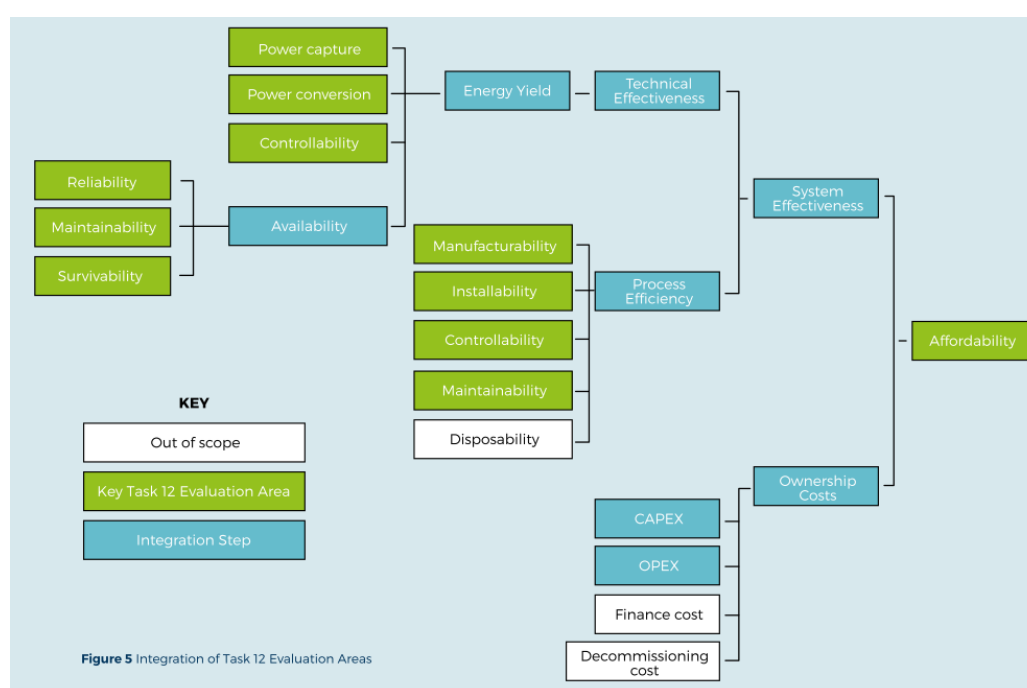 Power capture
Power conversion
Controllability
Energy Yield
Technical
Effectiveness
Reliability
Maintainability
Survivability
Availability
System
Effectiveness
Manufacturability
Installability
Controllability
Maintainability
Disposability
Process
Efficiency
Affordability
KEY
Out of scope
Key Task 12 Evaluation Area
Integration Step
Ownership
Costs
CAPEX
OPEX
Finance cost
Decommissioning
cost
Figure 5 Integration of Task 12 Evaluation Areas